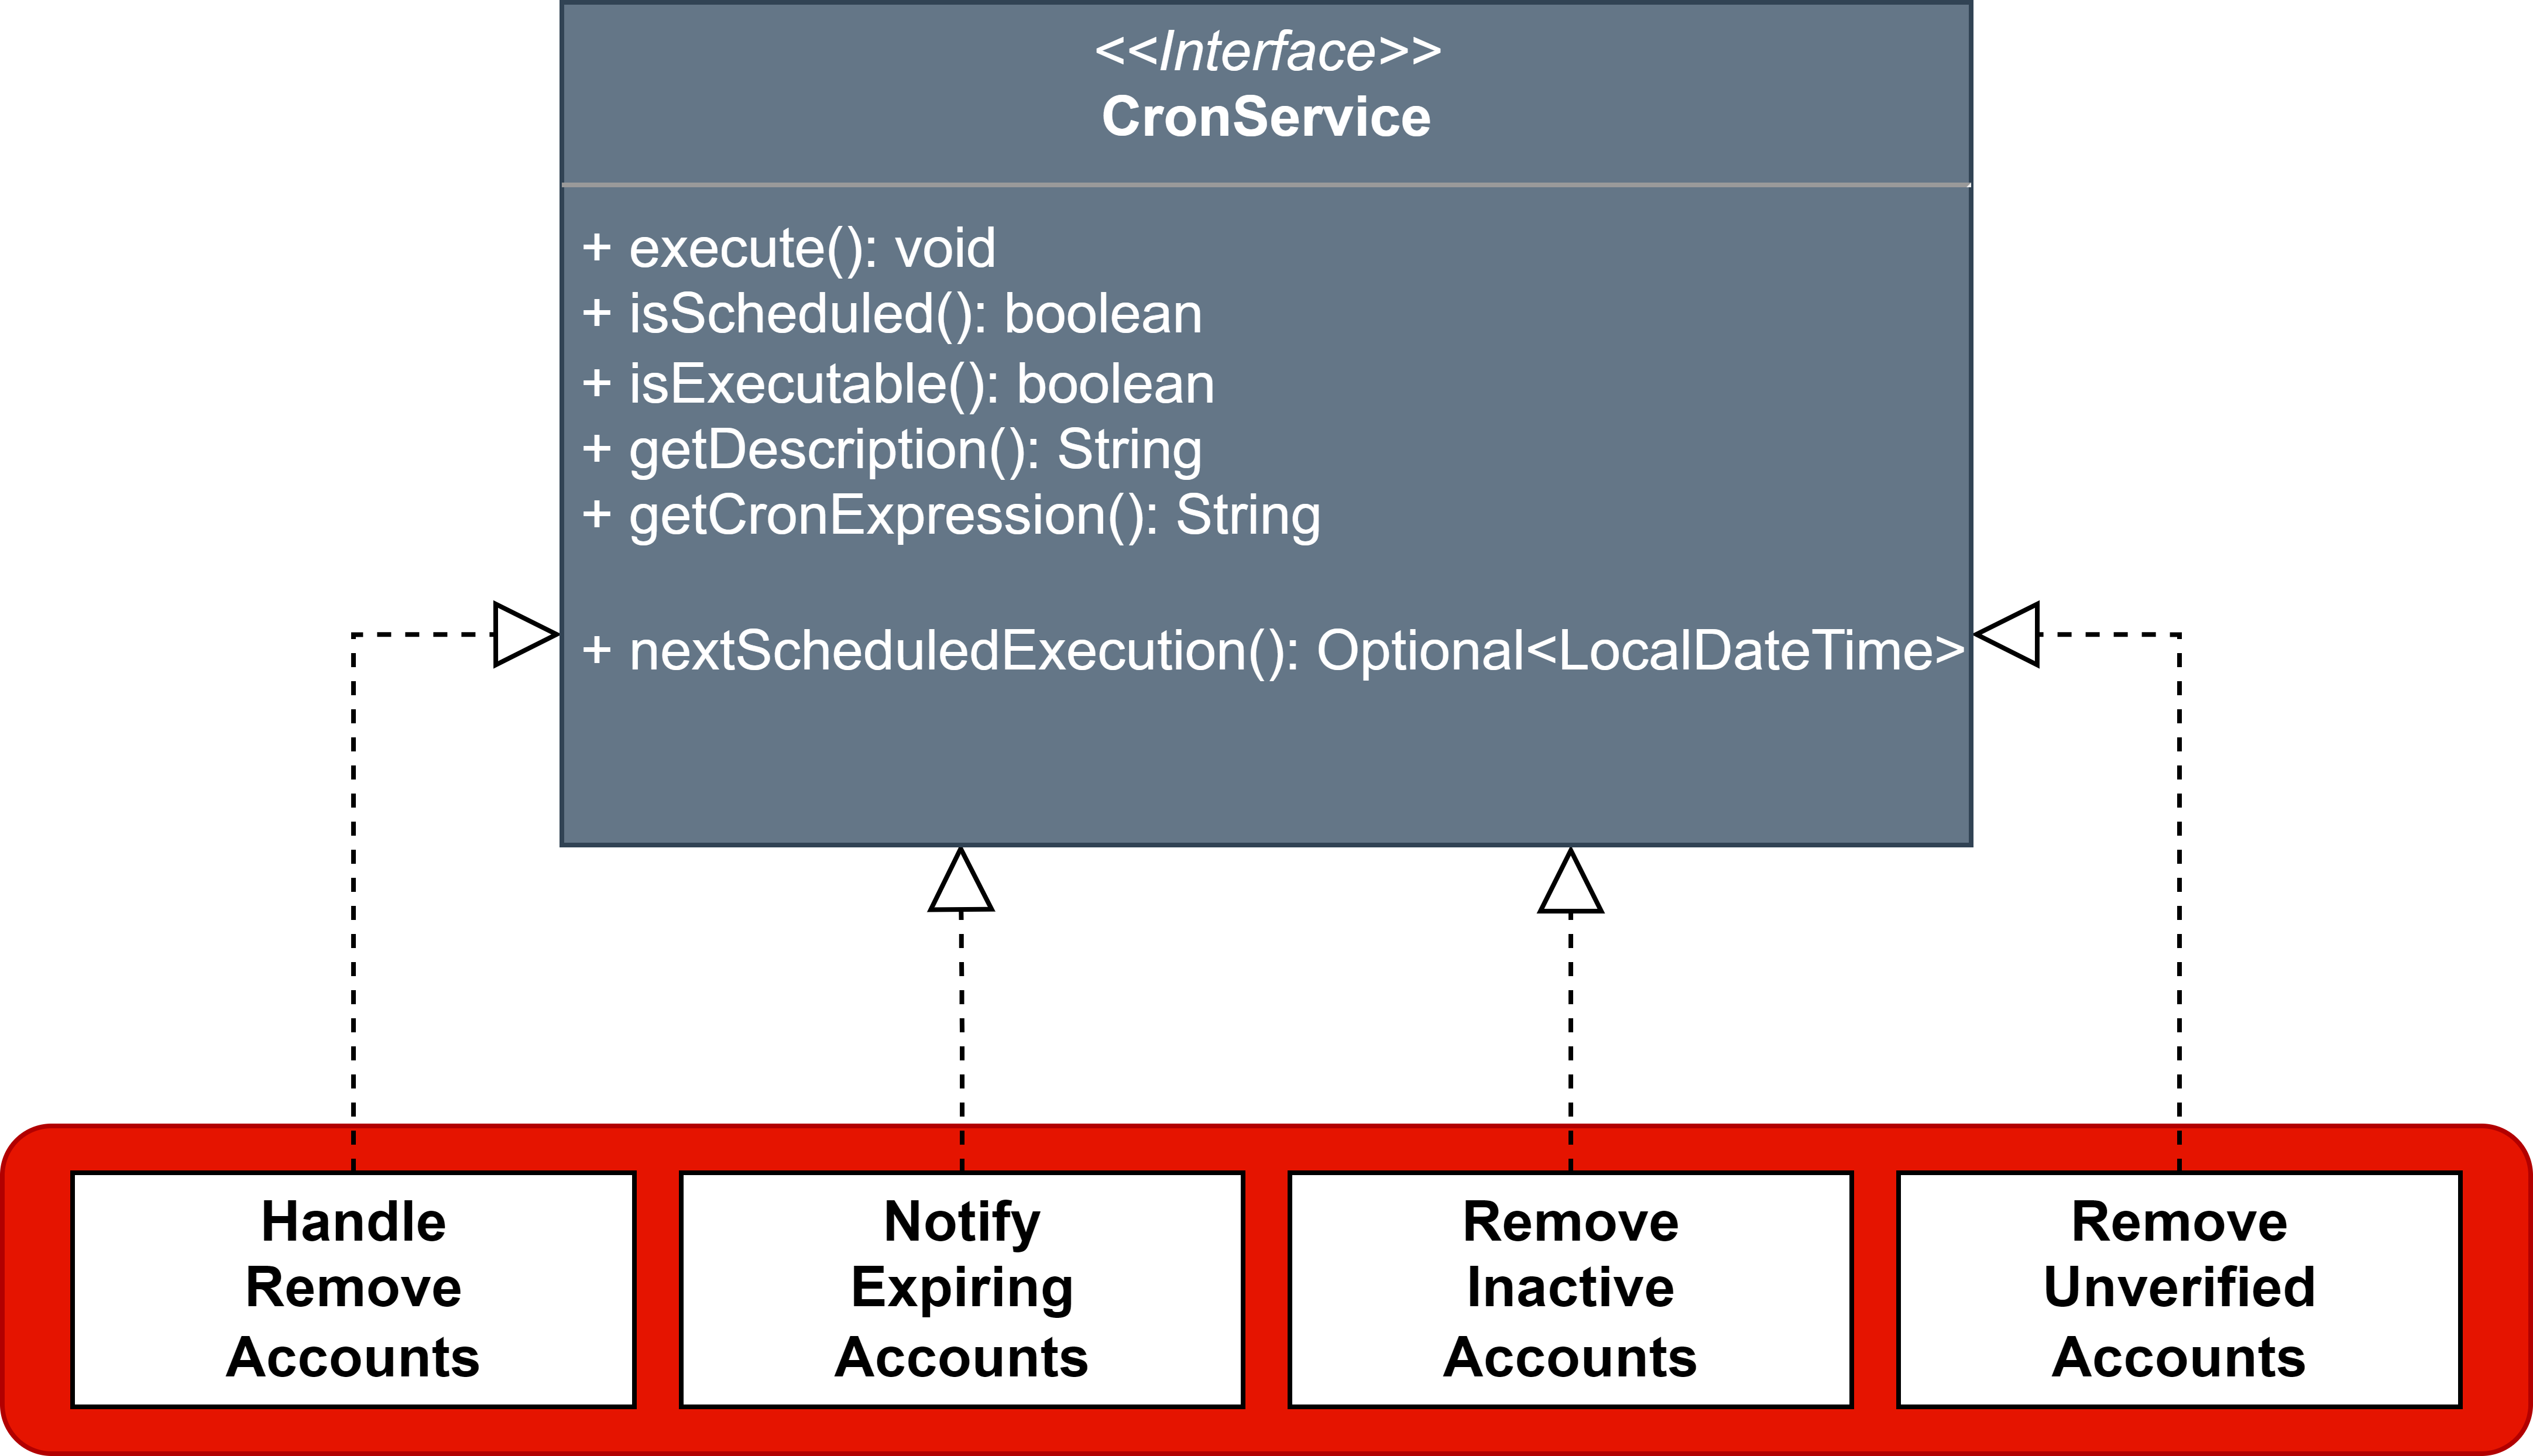 <<Interface>>
CronService
+ execute(): void
+ isScheduled(): boolean
+ isExecutable(): boolean
+ getDescription(): String
+ getCronExpression(): String
+ nextScheduledExecution(): Optional<LocalDateTime>
Handle
Remove
Accounts
Notify
Expiring
Accounts
Remove
Inactive
Accounts
Remove
Unverified
Accounts